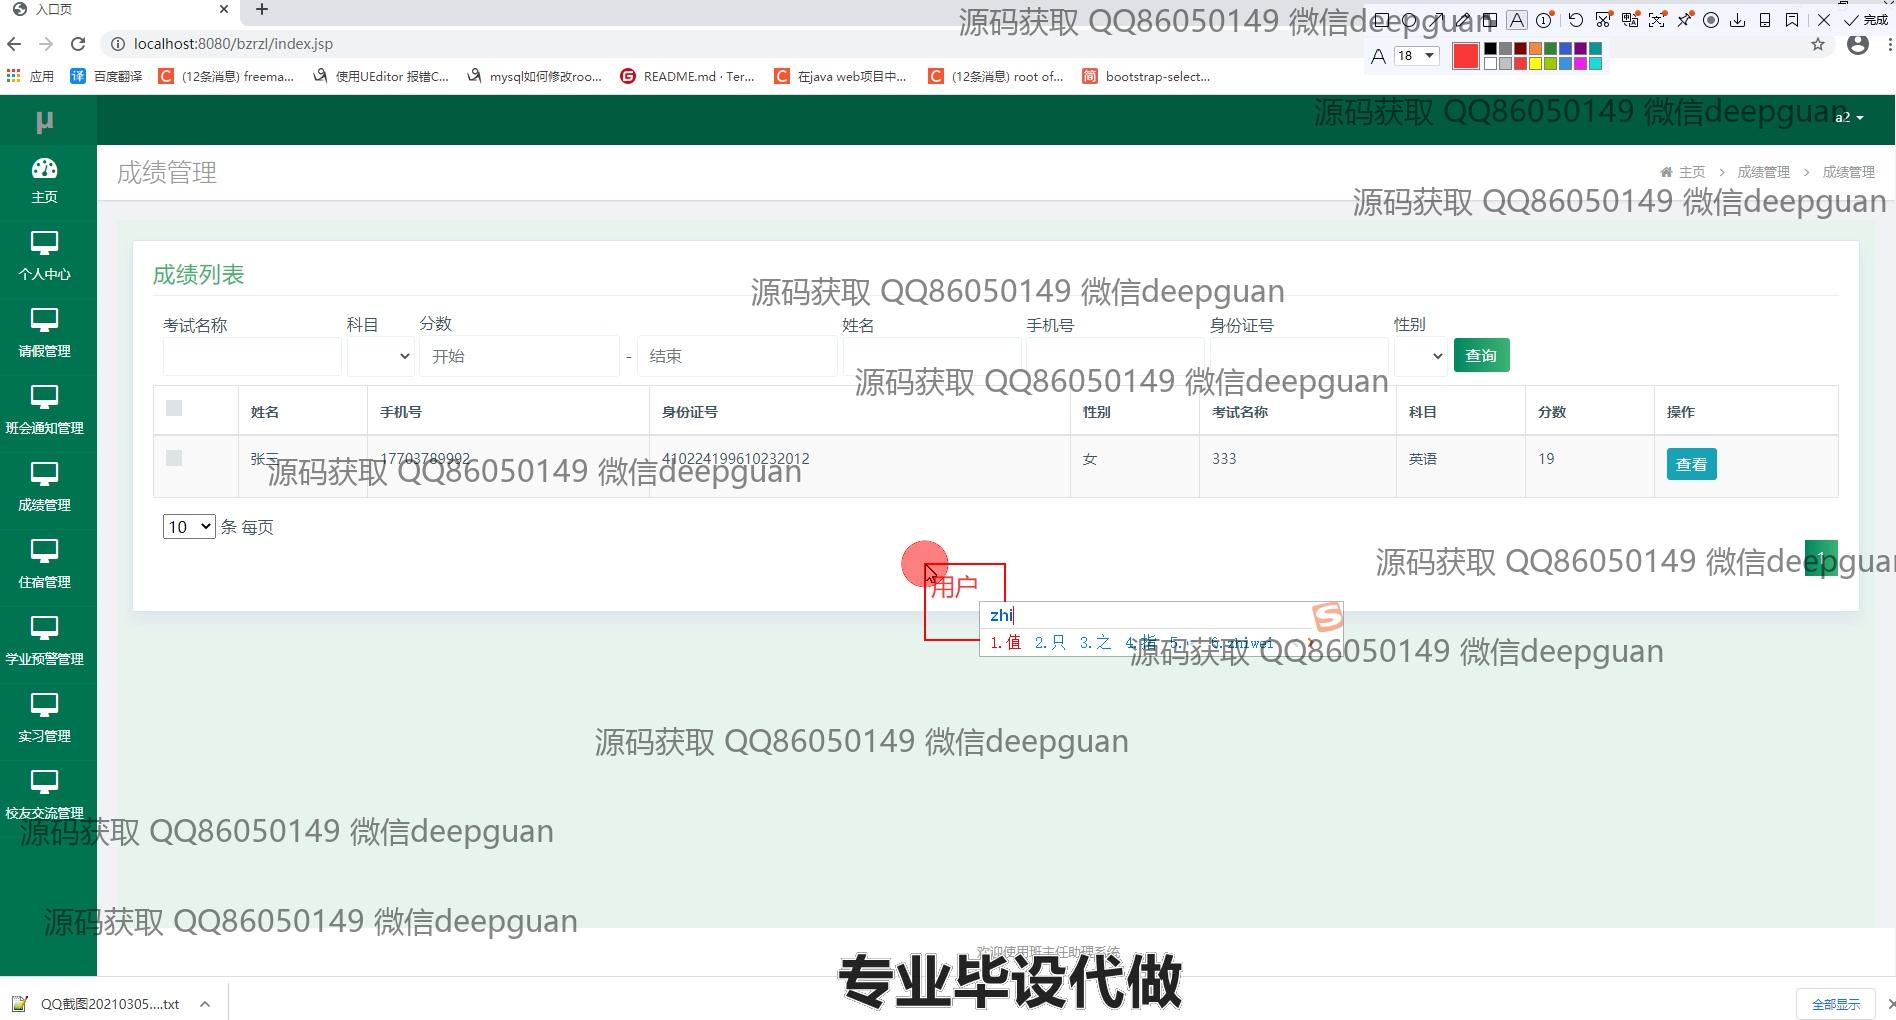 入口页
localhost:8080/bzrzl/index.jsp
完成
18
应用
百度翻译
(12条消息) freema...
使用UEditor 报错C...
mysql如何修改roo...
README.md · Ter...
在java web项目中...
(12条消息) root of...
bootstrap-select...
源码获取 QQ86050149 微信deepguan
源码获取 QQ86050149 微信deepguan
a2
μ
主页
个人中心
请假管理
班会通知管理
成绩管理
住宿管理
学业预警管理
实习管理
校友交流管理
成绩管理
主页 > 成绩管理 > 成绩管理
源码获取 QQ86050149 微信deepguan
成绩列表
源码获取 QQ86050149 微信deepguan
考试名称 科目 分数 姓名 手机号 身份证号 性别
开始 - 结束 查询
源码获取 QQ86050149 微信deepguan
姓名 手机号 身份证号 性别 考试名称 科目 分数 操作
张三 17703789992 410224199610232012 女 333 英语 19 查看
源码获取 QQ86050149 微信deepguan
10 条 每页
1
源码获取 QQ86050149 微信deepguan
用户
zhi
1.值 2.只 3.之 4.指 6.zhiwei
源码获取 QQ86050149 微信deepguan
源码获取 QQ86050149 微信deepguan
源码获取 QQ86050149 微信deepguan
源码获取 QQ86050149 微信deepguan
欢迎使用班主任助理系统
专业毕设代做
QQ截图20210305....txt
全部显示